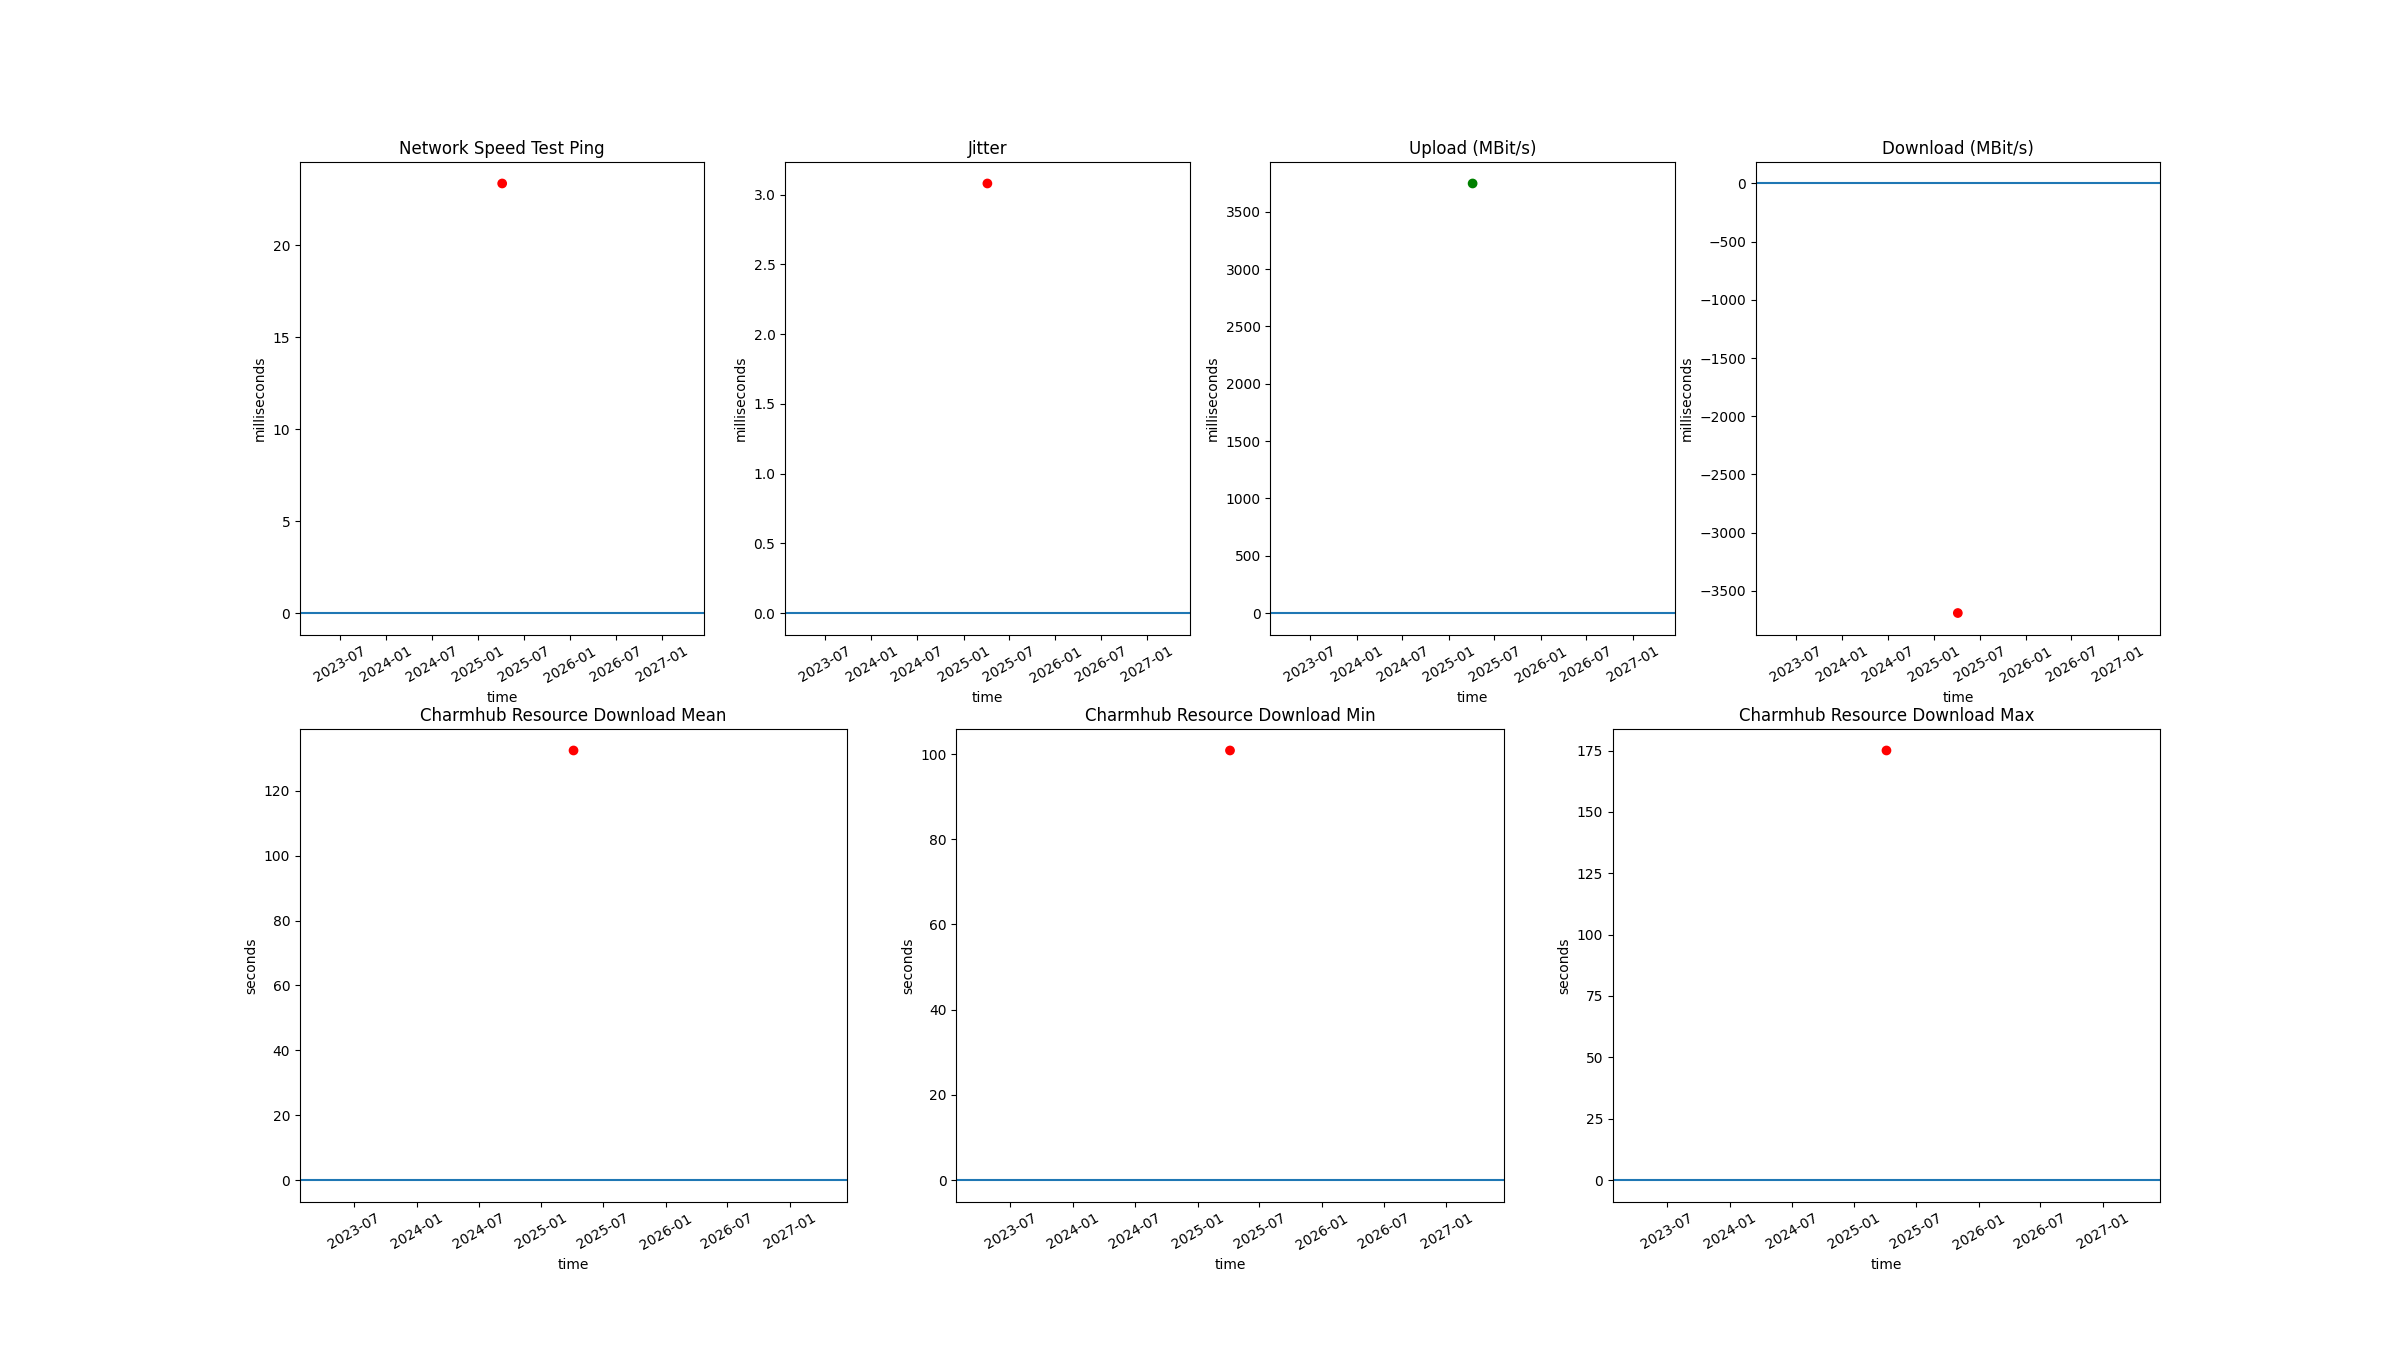 Network Speed Test Ping
milliseconds
20
15
10
5
0
2023-07 2024-01 2024-07 2025-01 2025-07 2026-01 2026-07 2027-01
time
Jitter
milliseconds
3.0
2.5
2.0
1.5
1.0
0.5
0.0
2023-07 2024-01 2024-07 2025-01 2025-07 2026-01 2026-07 2027-01
time
Upload (MBit/s)
milliseconds
3500
3000
2500
2000
1500
1000
500
0
2023-07 2024-01 2024-07 2025-01 2025-07 2026-01 2026-07 2027-01
time
Download (MBit/s)
milliseconds
0
−500
−1000
−1500
−2000
−2500
−3000
−3500
2023-07 2024-01 2024-07 2025-01 2025-07 2026-01 2026-07 2027-01
time
Charmhub Resource Download Mean
seconds
120
100
80
60
40
20
0
2023-07 2024-01 2024-07 2025-01 2025-07 2026-01 2026-07 2027-01
time
Charmhub Resource Download Min
seconds
100
80
60
40
20
0
2023-07 2024-01 2024-07 2025-01 2025-07 2026-01 2026-07 2027-01
time
Charmhub Resource Download Max
seconds
175
150
125
100
75
50
25
0
2023-07 2024-01 2024-07 2025-01 2025-07 2026-01 2026-07 2027-01
time